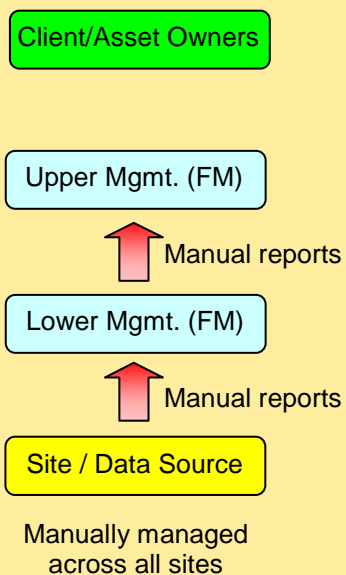 Client/Asset Owners
Upper Mgmt. (FM)
Manual reports
Lower Mgmt. (FM)
Manual reports
Site / Data Source
Manually managed
across all sites